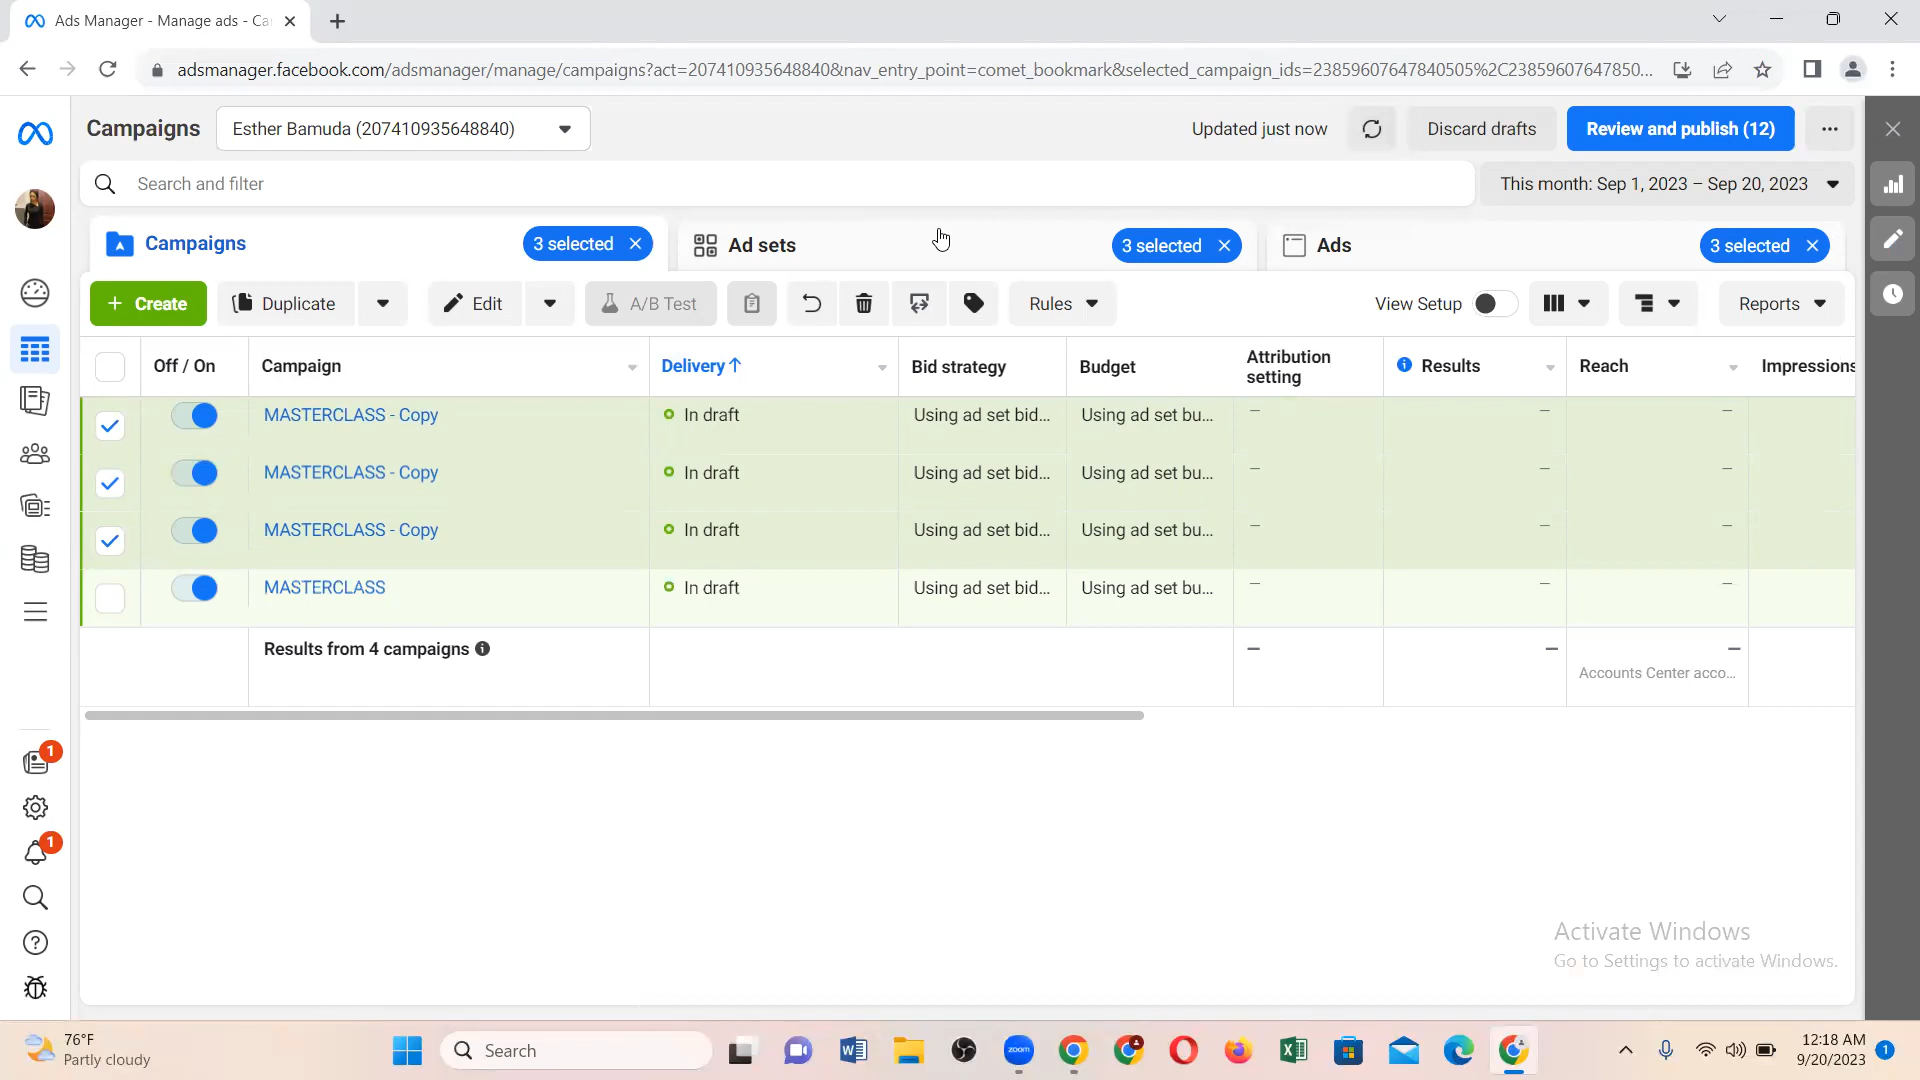 Ads Manager - Manage ads - Ca
adsmanager.facebook.com/adsmanager/manage/campaigns?act=207410935648840&nav_entry_point=comet_bookmark&selected_campaign_ids=23859607647840505%2C23859607647850...
Campaigns
Esther Bamuda (207410935648840)
Updated just now
Discard drafts
Review and publish (12)
Search and filter
This month: Sep 1, 2023 – Sep 20, 2023
Campaigns
3 selected
Ad sets
3 selected
Ads
3 selected
+ Create
Duplicate
Edit
A/B Test
Rules
View Setup
Reports
Off / On
Campaign
Delivery↑
Bid strategy
Budget
Attribution
setting
Results
Reach
Impressions
MASTERCLASS - Copy
In draft
Using ad set bid...
Using ad set bu...
–
–
–
MASTERCLASS - Copy
In draft
Using ad set bid...
Using ad set bu...
–
–
–
MASTERCLASS - Copy
In draft
Using ad set bid...
Using ad set bu...
–
–
–
MASTERCLASS
In draft
Using ad set bid...
Using ad set bu...
–
–
–
Results from 4 campaigns
–
–
–
Accounts Center acco...
1
1
Activate Windows
Go to Settings to activate Windows.
76°F
Partly cloudy
Search
zoom
12:18 AM
9/20/2023
1